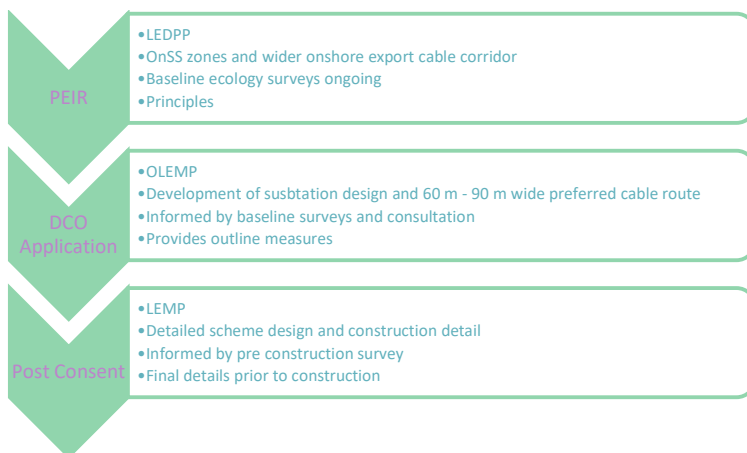 PEIR
•LEDPP
•OnSS zones and wider onshore export cable corridor
•Baseline ecology surveys ongoing
•Principles
DCO
Application
•OLEMP
•Development of susbtation design and 60 m - 90 m wide preferred cable route
•Informed by baseline surveys and consultation
•Provides outline measures
Post Consent
•LEMP
•Detailed scheme design and construction detail
•Informed by pre construction survey
•Final details prior to construction